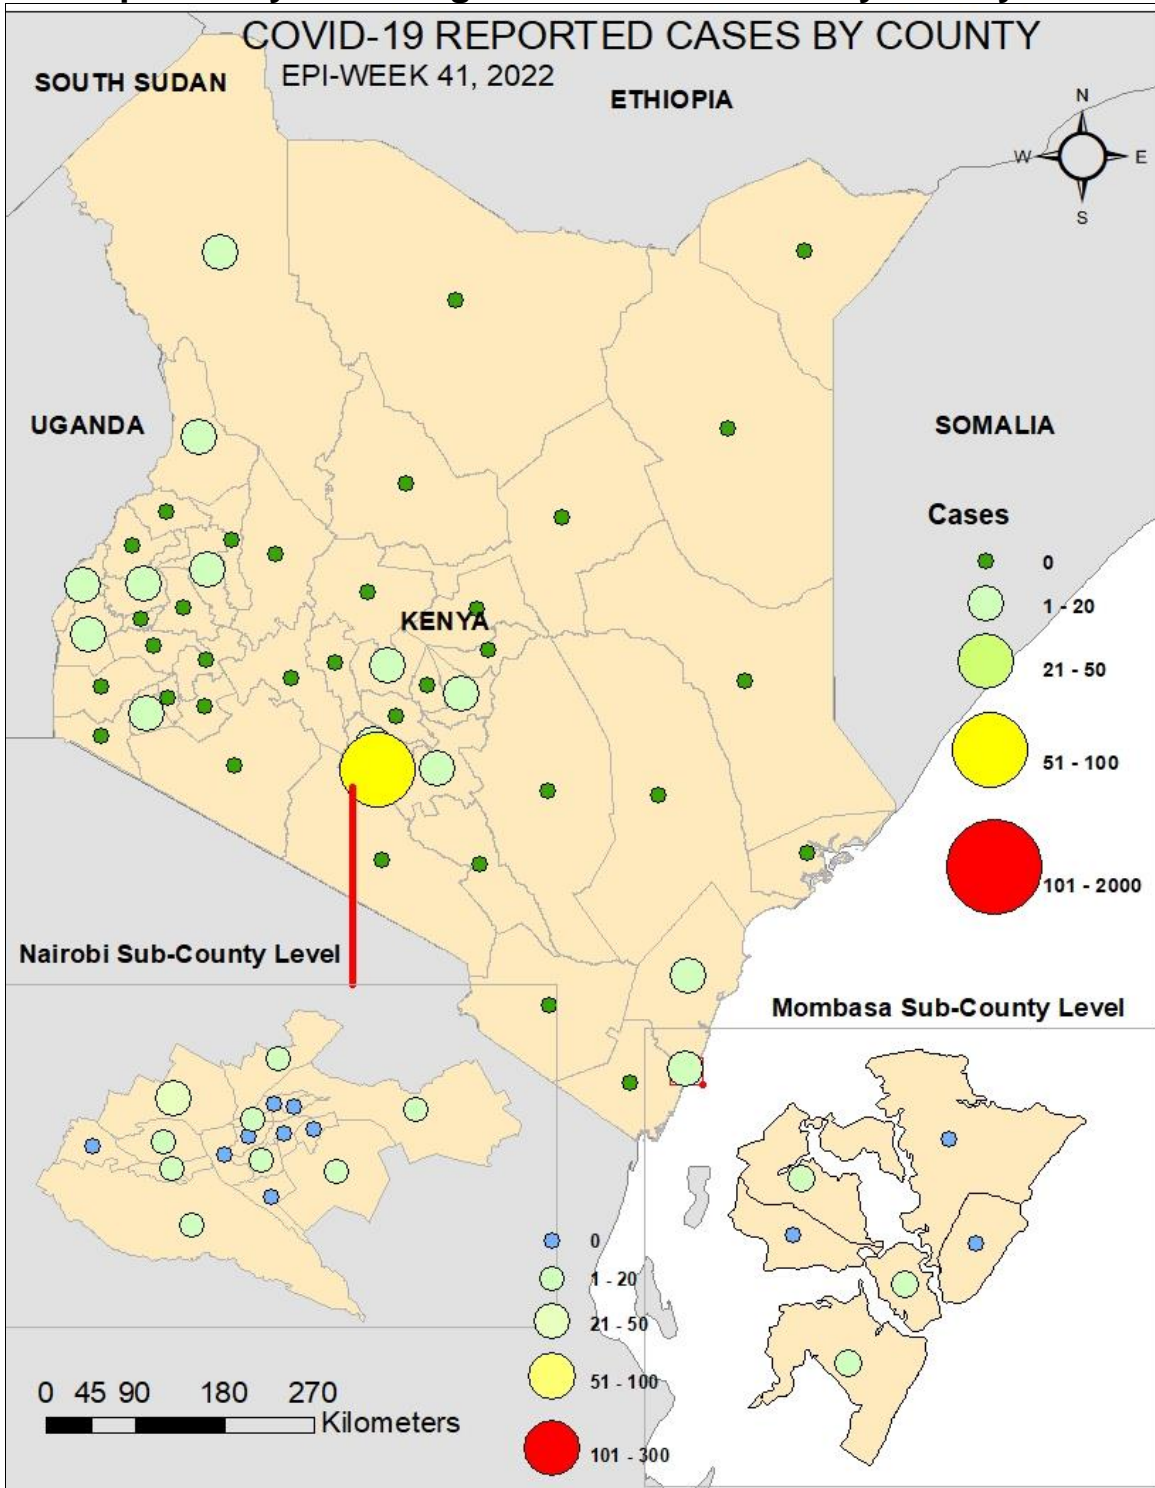 COVID-19 REPORTED CASES BY COUNTY
EPI-WEEK 41, 2022
SOUTH SUDAN
ETHIOPIA
N
W
E
S
UGANDA
SOMALIA
KENYA
Cases
0
1 - 20
21 - 50
51 - 100
101 - 2000
Nairobi Sub-County Level
Mombasa Sub-County Level
0
1 - 20
21 - 50
51 - 100
101 - 300
0 45 90 180 270
Kilometers